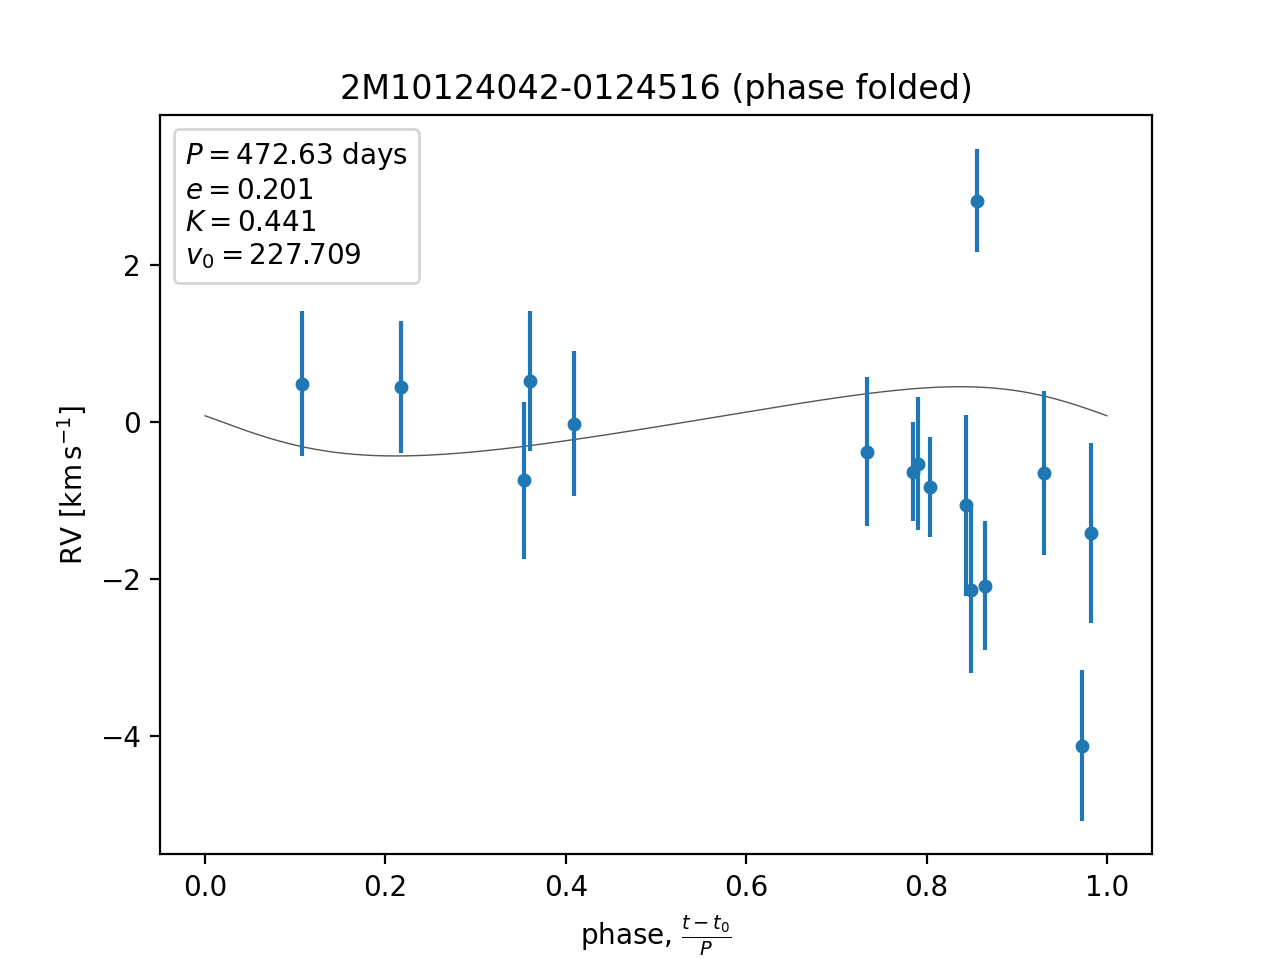 2M10124042-0124516 (phase folded)
P = 472.63 days
e = 0.201
K = 0.441
v₀ = 227.709
2
0
−2
−4
RV [km s⁻¹]
0.0 0.2 0.4 0.6 0.8 1.0
phase, (t − t₀)/P